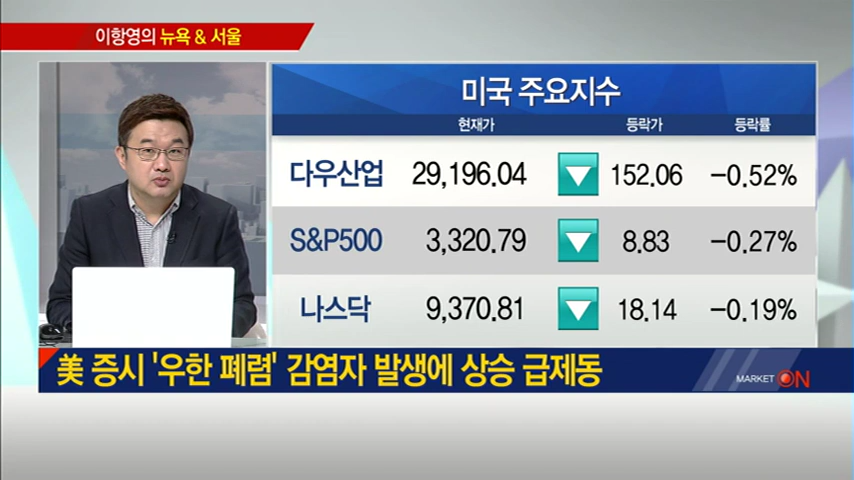 이항영의 뉴욕 & 서울
미국 주요지수
현재가 등락가 등락률
다우산업 29,196.04 ▼ 152.06 -0.52%
S&P500 3,320.79 ▼ 8.83 -0.27%
나스닥 9,370.81 ▼ 18.14 -0.19%
美 증시 '우한 폐렴' 감염자 발생에 상승 급제동
MARKET ON